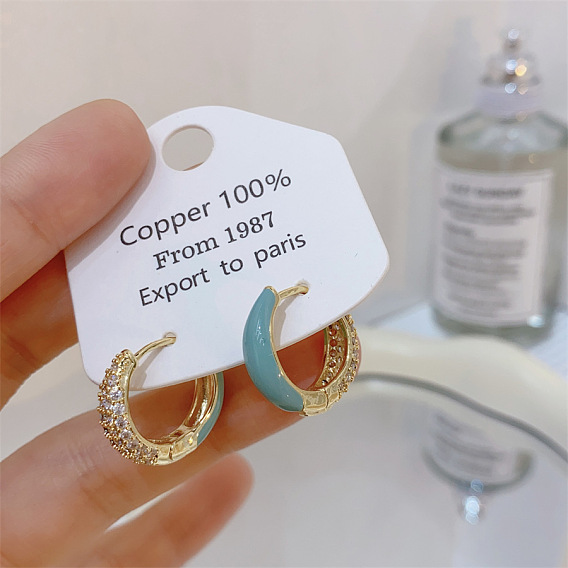 Copper 100%
From 1987
Export to paris